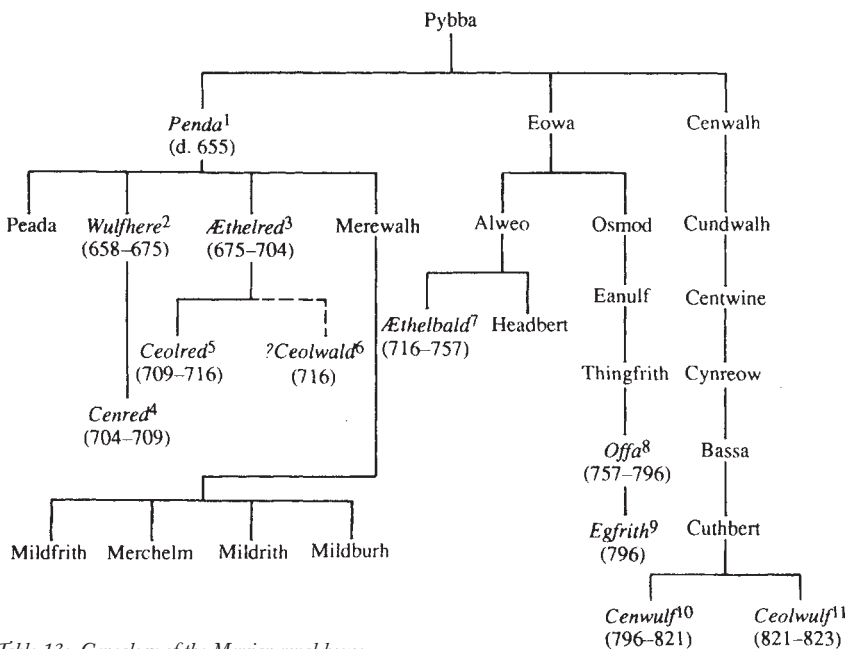 Pybba
Penda¹ Eowa Cenwalh
(d. 655)
Peada Wulfhere² Æthelred³ Merewalh Alweo Osmod Cundwalh
(658–675) (675–704)
Eanulf Centwine
Æthelbald⁷ Headbert
(716–757)
Ceolred⁵ ?Ceolwald⁶
(709–716) (716)
Thingfrith Cynreow
Cenred⁴
(704–709)
Offa⁸ Bassa
(757–796)
Mildfrith Merchelm Mildrith Mildburh Egfrith⁹ Cuthbert
(796)
Cenwulf¹⁰ Ceolwulf¹¹
(796–821) (821–823)